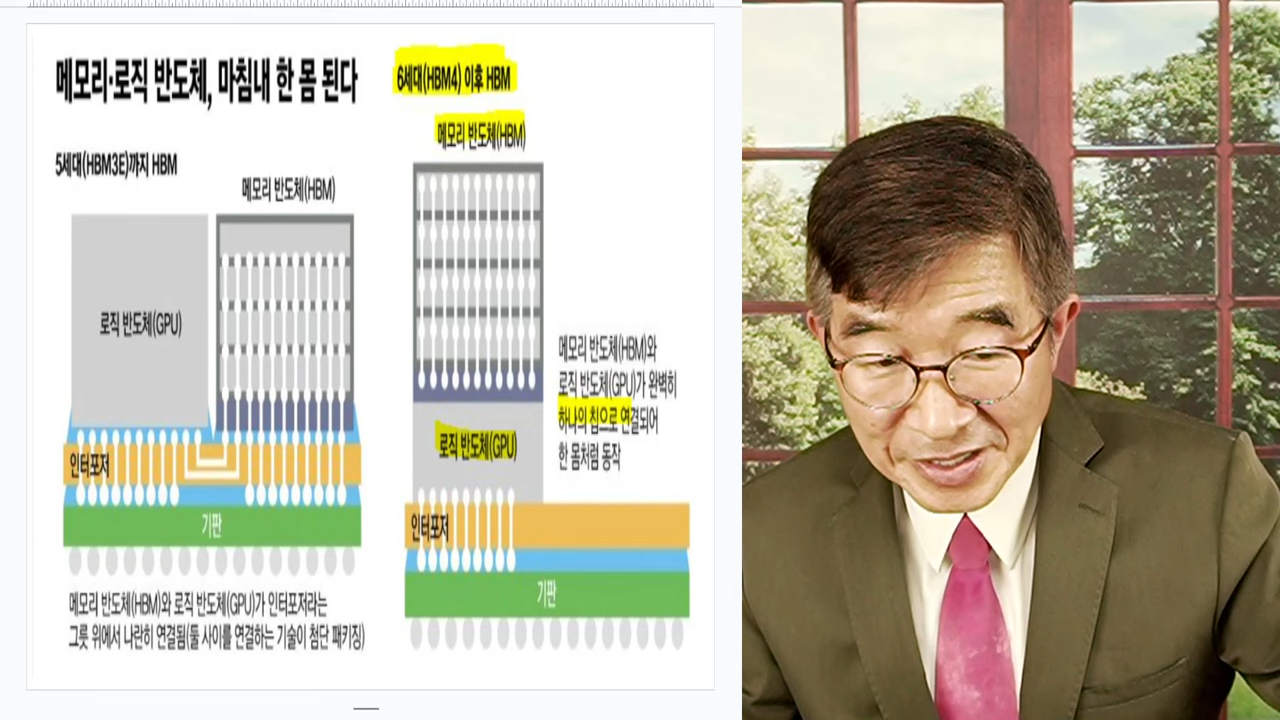 메모리·로직 반도체, 마침내 한 몸 된다
5세대(HBM3E)까지 HBM
메모리 반도체(HBM)
로직 반도체(GPU)
인터포저
기판
메모리 반도체(HBM)와 로직 반도체(GPU)가 인터포저라는
그릇 위에서 나란히 연결됨(둘 사이를 연결하는 기술이 첨단 패키징)
6세대(HBM4) 이후 HBM
메모리 반도체(HBM)
메모리 반도체(HBM)와
로직 반도체(GPU)가 완벽히
하나의 칩으로 연결되어
한 몸처럼 동작
로직 반도체(GPU)
인터포저
기판